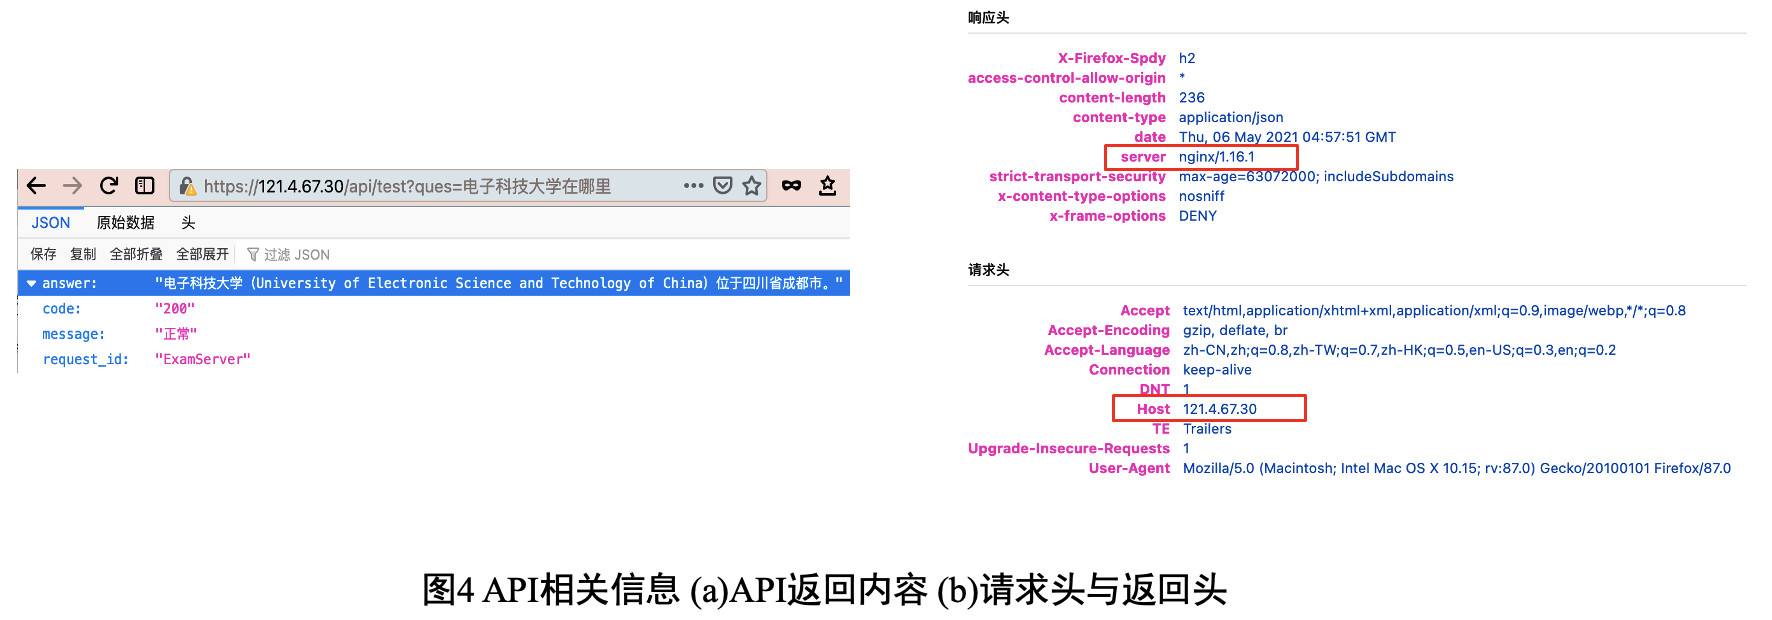 https://121.4.67.30/api/test?ques=电子科技大学在哪里
JSON 原始数据 头
保存 复制 全部折叠 全部展开 过滤 JSON
answer: "电子科技大学 (University of Electronic Science and Technology of China) 位于四川省成都市。"
code: "200"
message: "正常"
request_id: "ExamServer"
响应头
X-Firefox-Spdy h2
access-control-allow-origin *
content-length 236
content-type application/json
date Thu, 06 May 2021 04:57:51 GMT
server nginx/1.16.1
strict-transport-security max-age=63072000; includeSubdomains
x-content-type-options nosniff
x-frame-options DENY
请求头
Accept text/html,application/xhtml+xml,application/xml;q=0.9,image/webp,*/*;q=0.8
Accept-Encoding gzip, deflate, br
Accept-Language zh-CN,zh;q=0.8,zh-TW;q=0.7,zh-HK;q=0.5,en-US;q=0.3,en;q=0.2
Connection keep-alive
DNT 1
Host 121.4.67.30
TE Trailers
Upgrade-Insecure-Requests 1
User-Agent Mozilla/5.0 (Macintosh; Intel Mac OS X 10.15; rv:87.0) Gecko/20100101 Firefox/87.0
图4 API相关信息 (a)API返回内容 (b)请求头与返回头